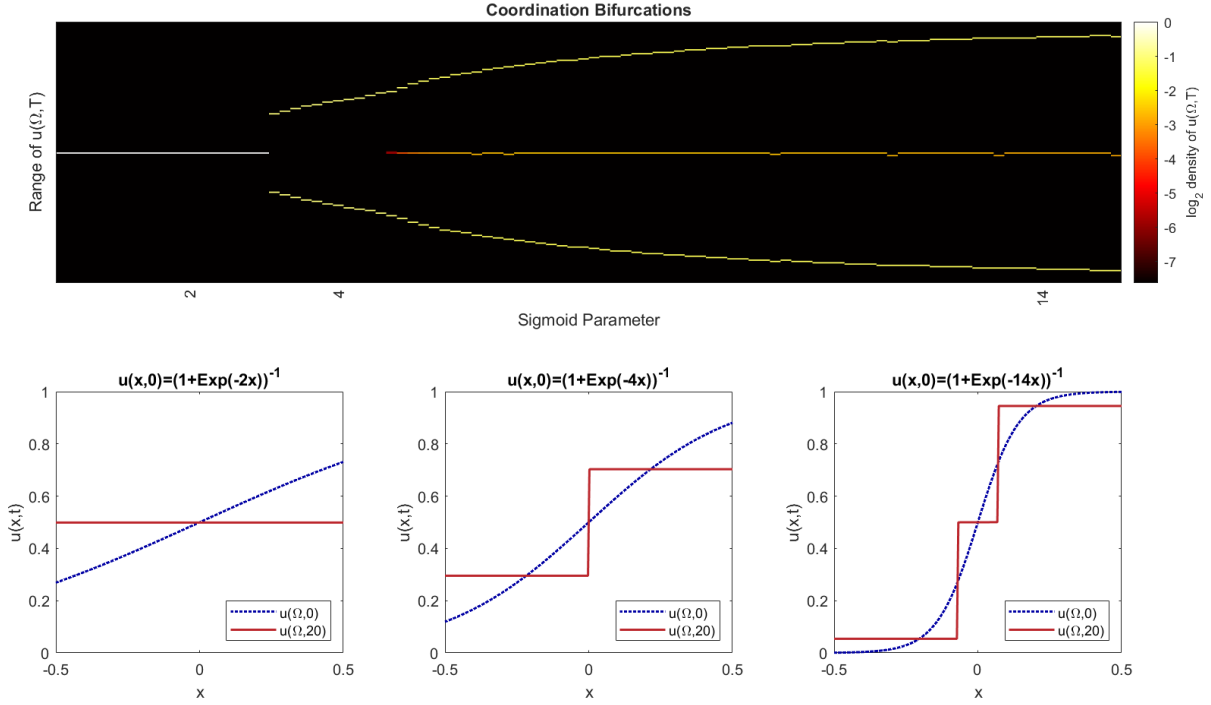 Coordination Bifurcations
Range of u(Ω,T)
2
4
14
Sigmoid Parameter
0
-1
-2
-3
-4
-5
-6
-7
log2 density of u(Ω,T)
u(x,0)=(1+Exp(-2x))-1
1
0.8
0.6
0.4
0.2
0
u(x,t)
-0.5
0
0.5
x
u(Ω,0)
u(Ω,20)
u(x,0)=(1+Exp(-4x))-1
1
0.8
0.6
0.4
0.2
0
u(x,t)
-0.5
0
0.5
x
u(Ω,0)
u(Ω,20)
u(x,0)=(1+Exp(-14x))-1
1
0.8
0.6
0.4
0.2
0
u(x,t)
-0.5
0
0.5
x
u(Ω,0)
u(Ω,20)